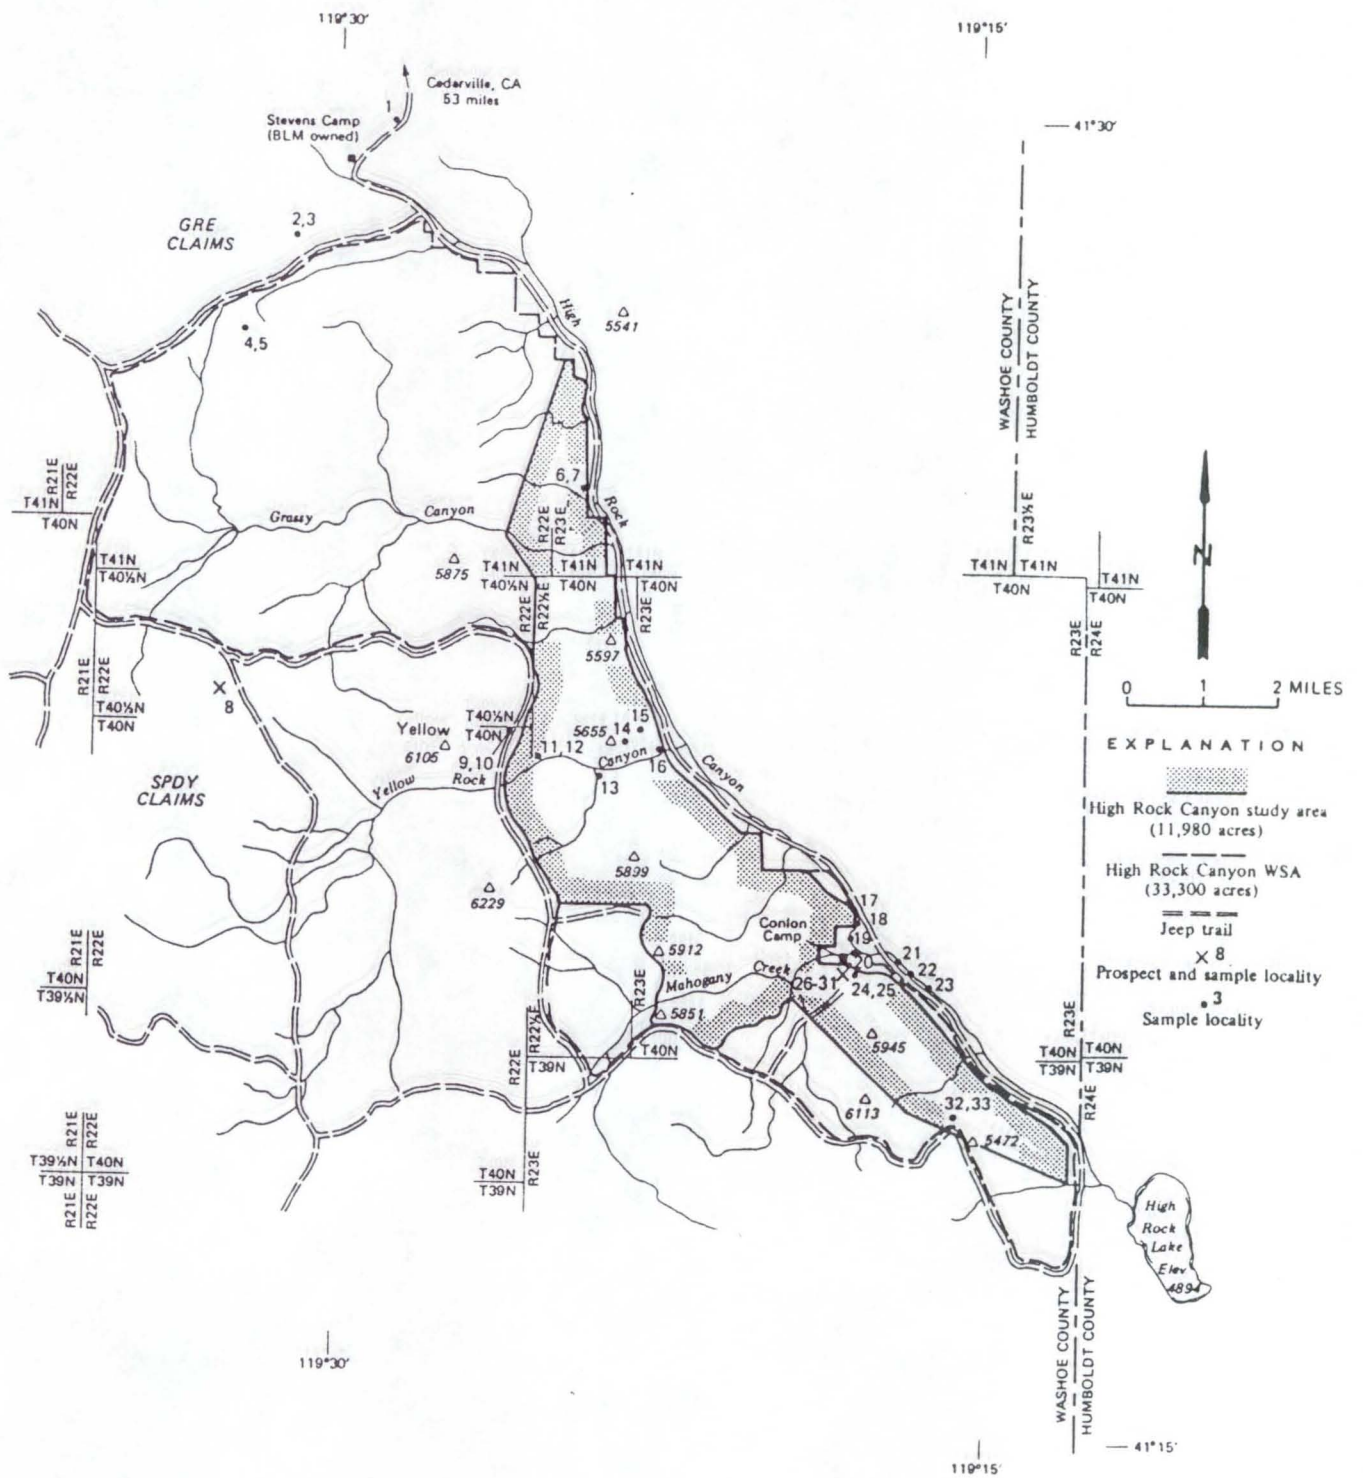 119°30'
119°15'
Cedarville, CA
53 miles
1
Stevens Camp
(BLM owned)
41°30'
2,3
GRE
CLAIMS
High
5541
4,5
WASHOE COUNTY
HUMBOLDT COUNTY
R21E
R22E
T41N
T40N
6,7
Rock
Grassy
Canyon
R22E
R23E
R23½E
5875
T41N
T40½N
T41N
T40½N
T41N
T40N
T41N
T40N
T41N
T41N
T40N
T41N
T40N
R22E
R22½E
R23E
5597
R23E
R24E
N
R21E
R22E
T40½N
T40N
8
0
1
2 MILES
T40½N
T40N
Yellow
6105
9,10
11,12
5655
14
15
Canyon
16
13
Canyon
Yellow
Rock
SPDY
CLAIMS
EXPLANATION
High Rock Canyon study area
(11,980 acres)
High Rock Canyon WSA
(33,300 acres)
Jeep trail
8
Prospect and sample locality
3
Sample locality
5899
6229
17
18
Conlon
Camp
19
20
21
22
23
R21E
R22E
T40N
T39½N
5912
R23E
Mahogany
Creek
26-31
24,25
5851
5945
R23E
T40N
T40N
T39N
T39N
R24E
R22½E
R22E
T39N
T40N
6113
32,33
5472
R21E
R22E
T39½N
T40N
T39N
T39N
R21E
R22E
T40N
T39N
R23E
High
Rock
Lake
Elev
4894
WASHOE COUNTY
HUMBOLDT COUNTY
119°30'
41°15'
119°15'